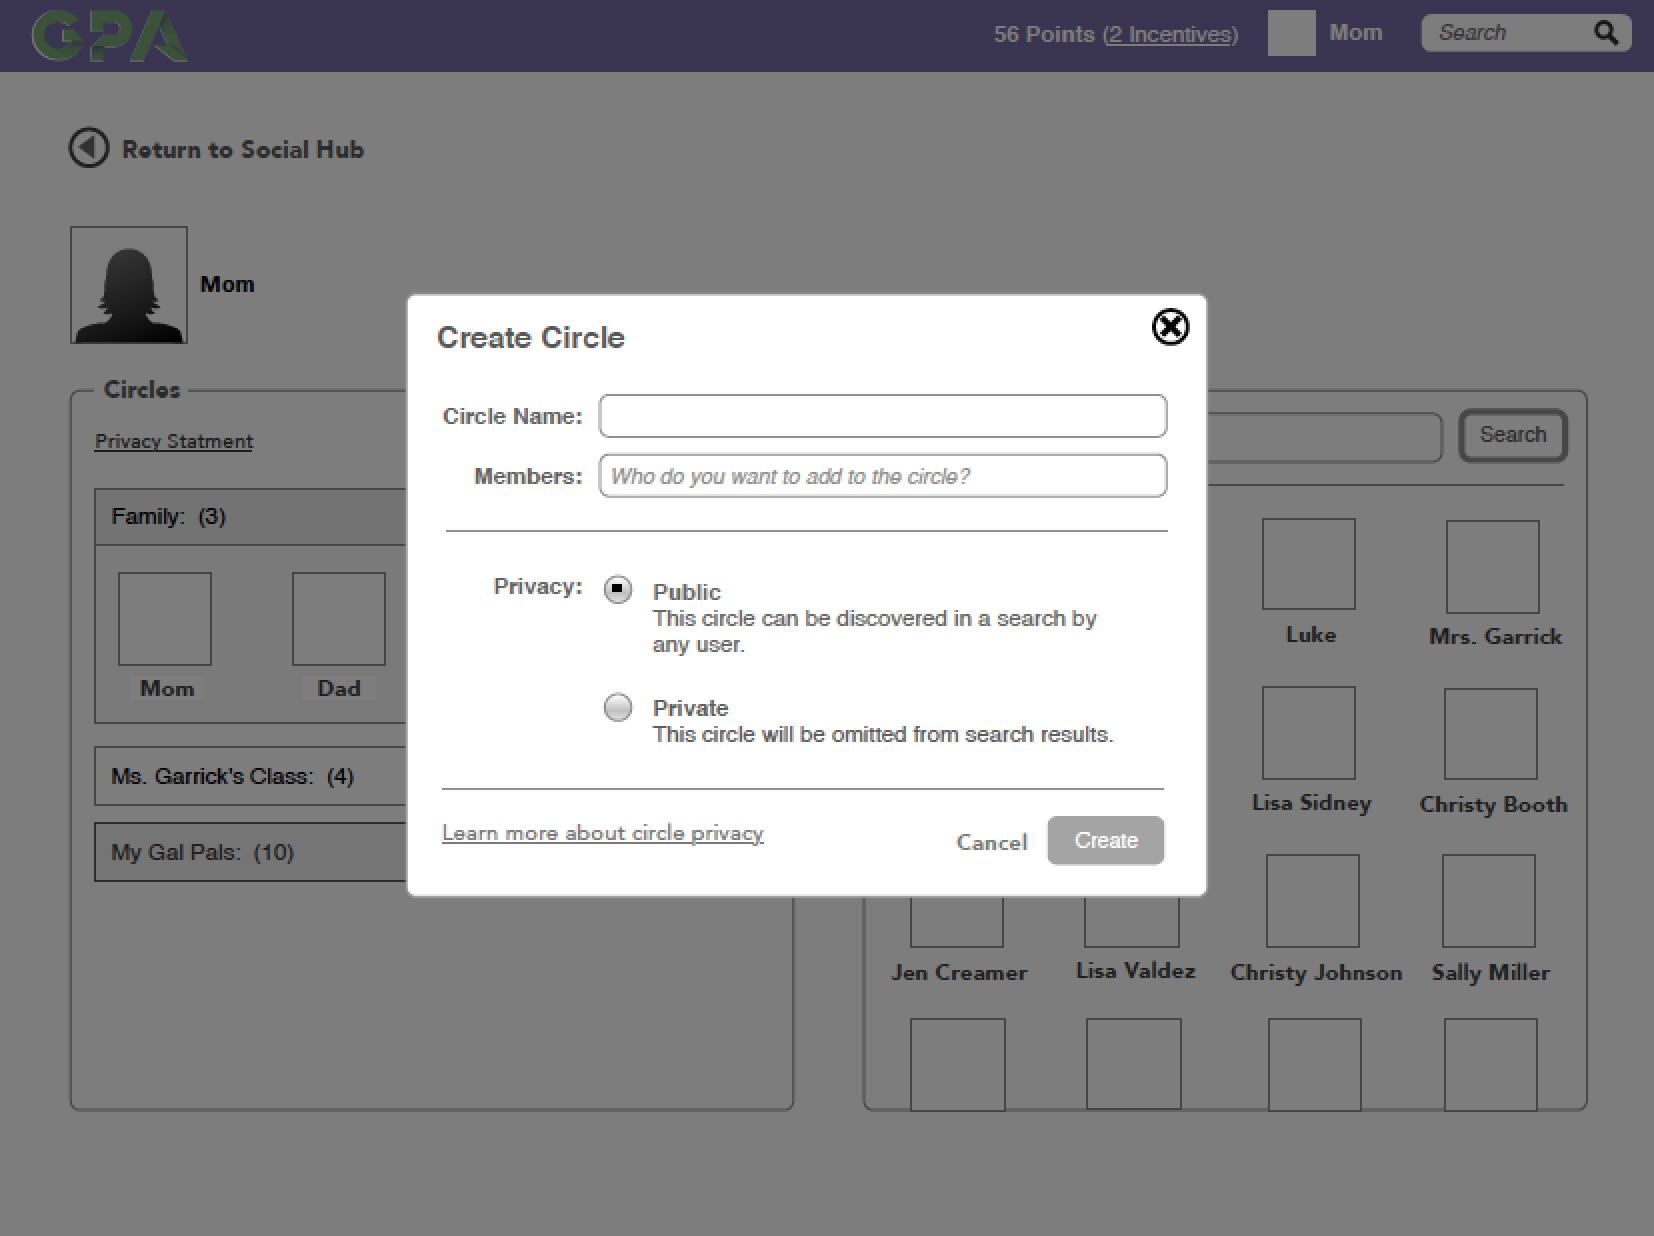 GPA
56 Points (2 Incentives)
Mom
Search
Return to Social Hub
Mom
Circles
Privacy Statment
Family: (3)
Mom
Dad
Ms. Garrick's Class: (4)
My Gal Pals: (10)
Create Circle
Circle Name:
Members:
Who do you want to add to the circle?
Privacy:
Public
This circle can be discovered in a search by
any user.
Private
This circle will be omitted from search results.
Learn more about circle privacy
Cancel
Create
Search
Luke
Mrs. Garrick
Lisa Sidney
Christy Booth
Jen Creamer
Lisa Valdez
Christy Johnson
Sally Miller